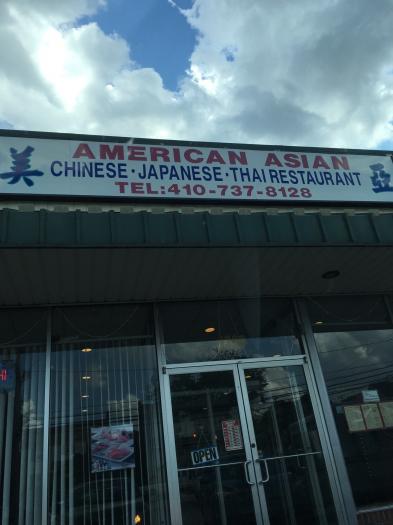 美 亞
AMERICAN ASIAN
CHINESE · JAPANESE · THAI RESTAURANT
TEL:410-737-8128
OPEN